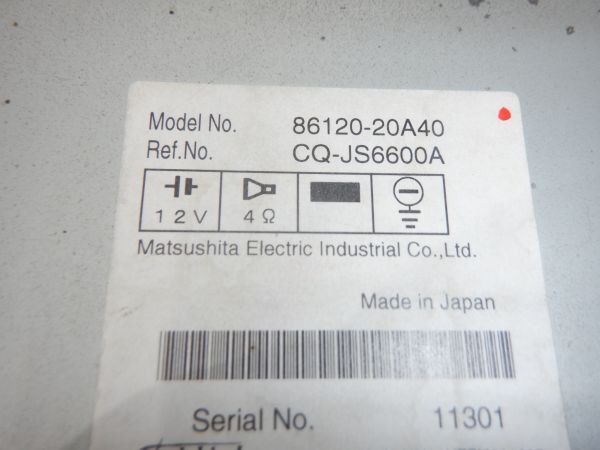 Model No. 86120-20A40
Ref.No. CQ-JS6600A
12V 4Ω
Matsushita Electric Industrial Co.,Ltd.
Made in Japan
Serial No. 11301